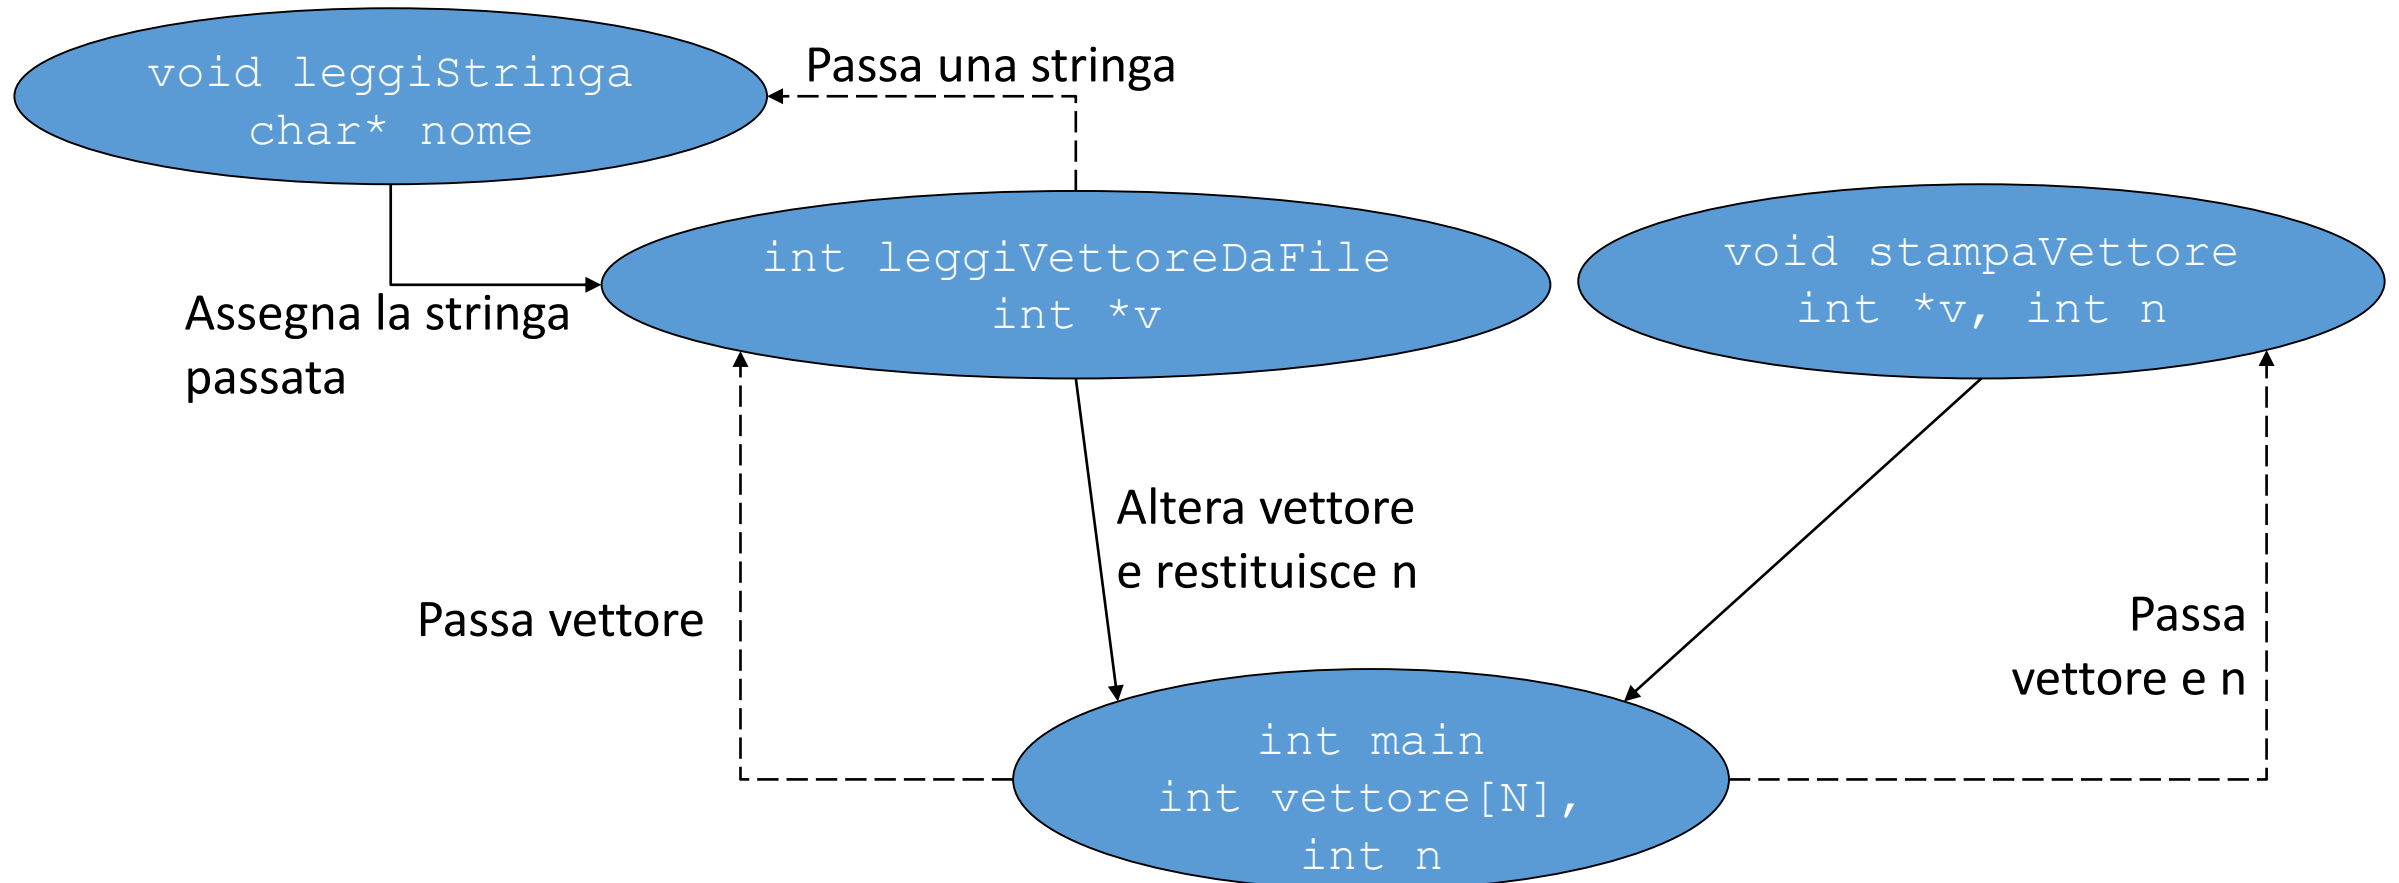 void leggiStringa
char* nome
Passa una stringa
Assegna la stringa
passata
int leggiVettoreDaFile
int *v
void stampaVettore
int *v, int n
Passa vettore
Altera vettore
e restituisce n
Passa
vettore e n
int main
int vettore[N],
int n